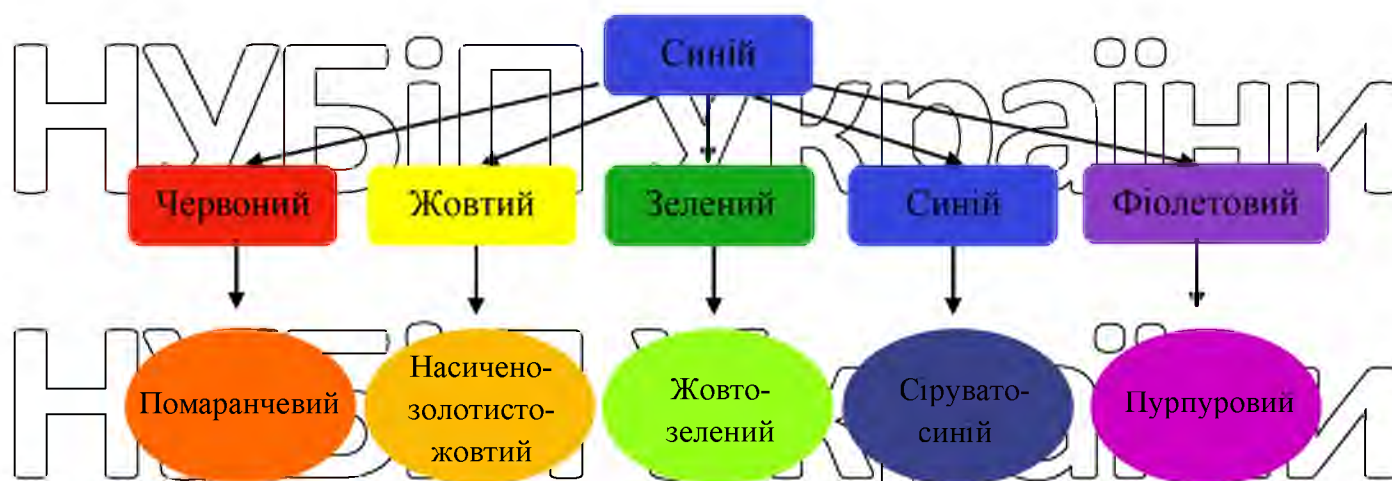 НУБіП України
Синій
Червоний
Жовтий
Зелений
Синій
Фіолетовий
НУБіП України
Помаранчевий
Насичено-
золотисто-
жовтий
Жовто-
зелений
Сірувато-
синій
Пурпуровий